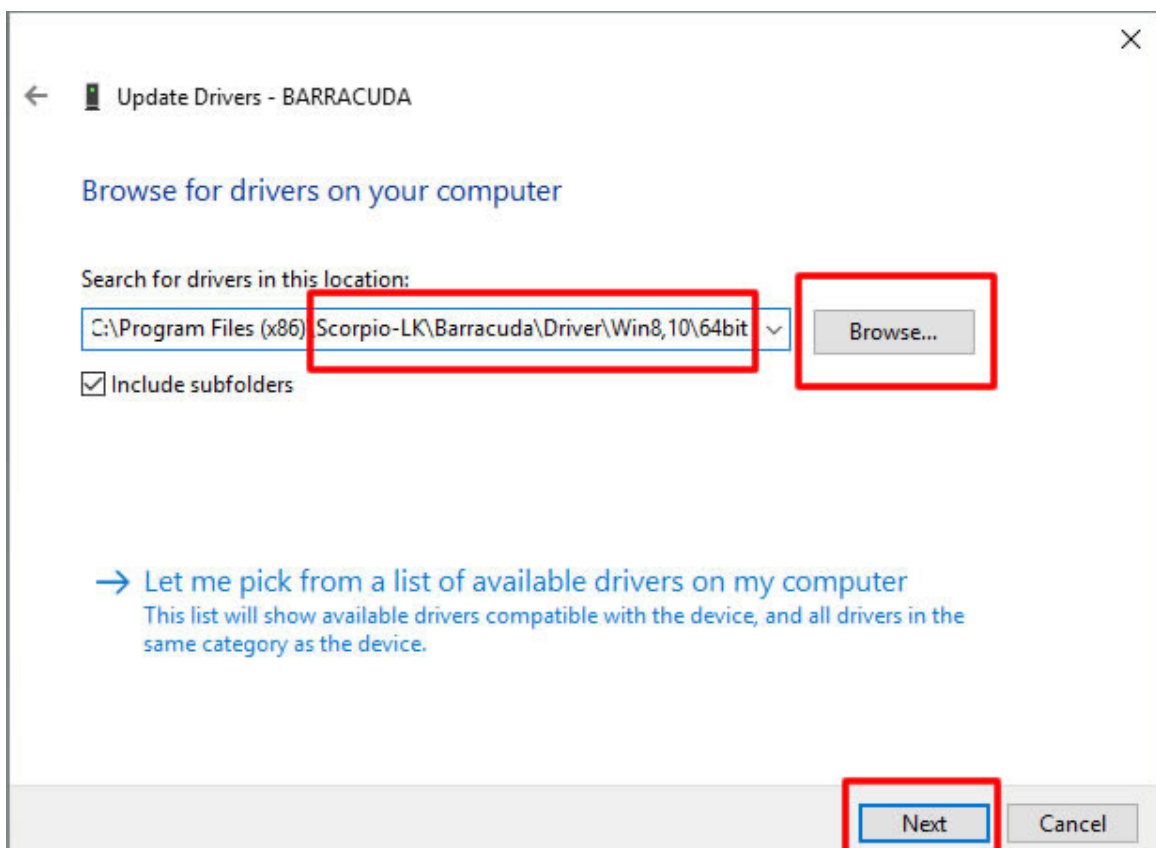 Update Drivers - BARRACUDA
Browse for drivers on your computer
Search for drivers in this location:
C:\Program Files (x86)\Scorpio-LK\Barracuda\Driver\Win8,10\64bit
Browse...
Include subfolders
Let me pick from a list of available drivers on my computer
This list will show available drivers compatible with the device, and all drivers in the
same category as the device.
Next
Cancel